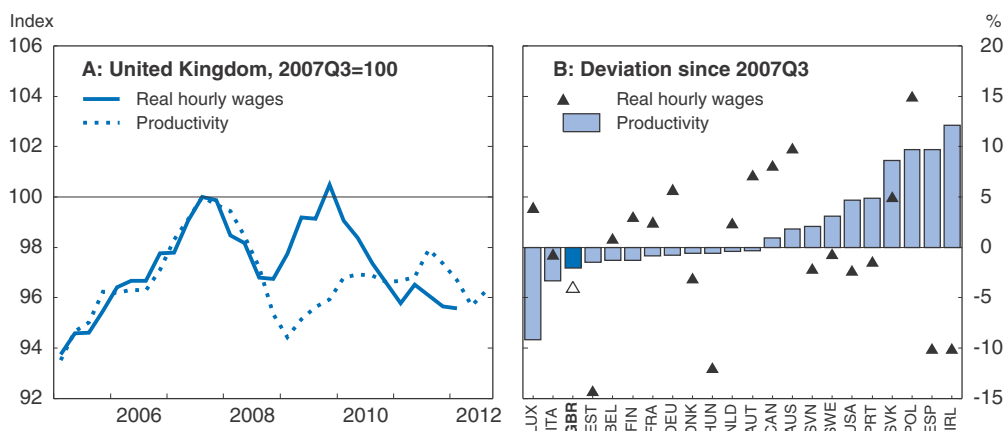 Index
106
104
102
100
98
96
94
92
A: United Kingdom, 2007Q3=100
Real hourly wages
Productivity
2006 2008 2010 2012
%
20
15
10
5
0
-5
-10
-15
B: Deviation since 2007Q3
Real hourly wages
Productivity
LUX
ITA
GBR
EST
BEL
FIN
FRA
DEU
DNK
HUN
NLD
AUT
CAN
AUS
SVN
SWE
USA
PRT
SVK
POL
ESP
IRL